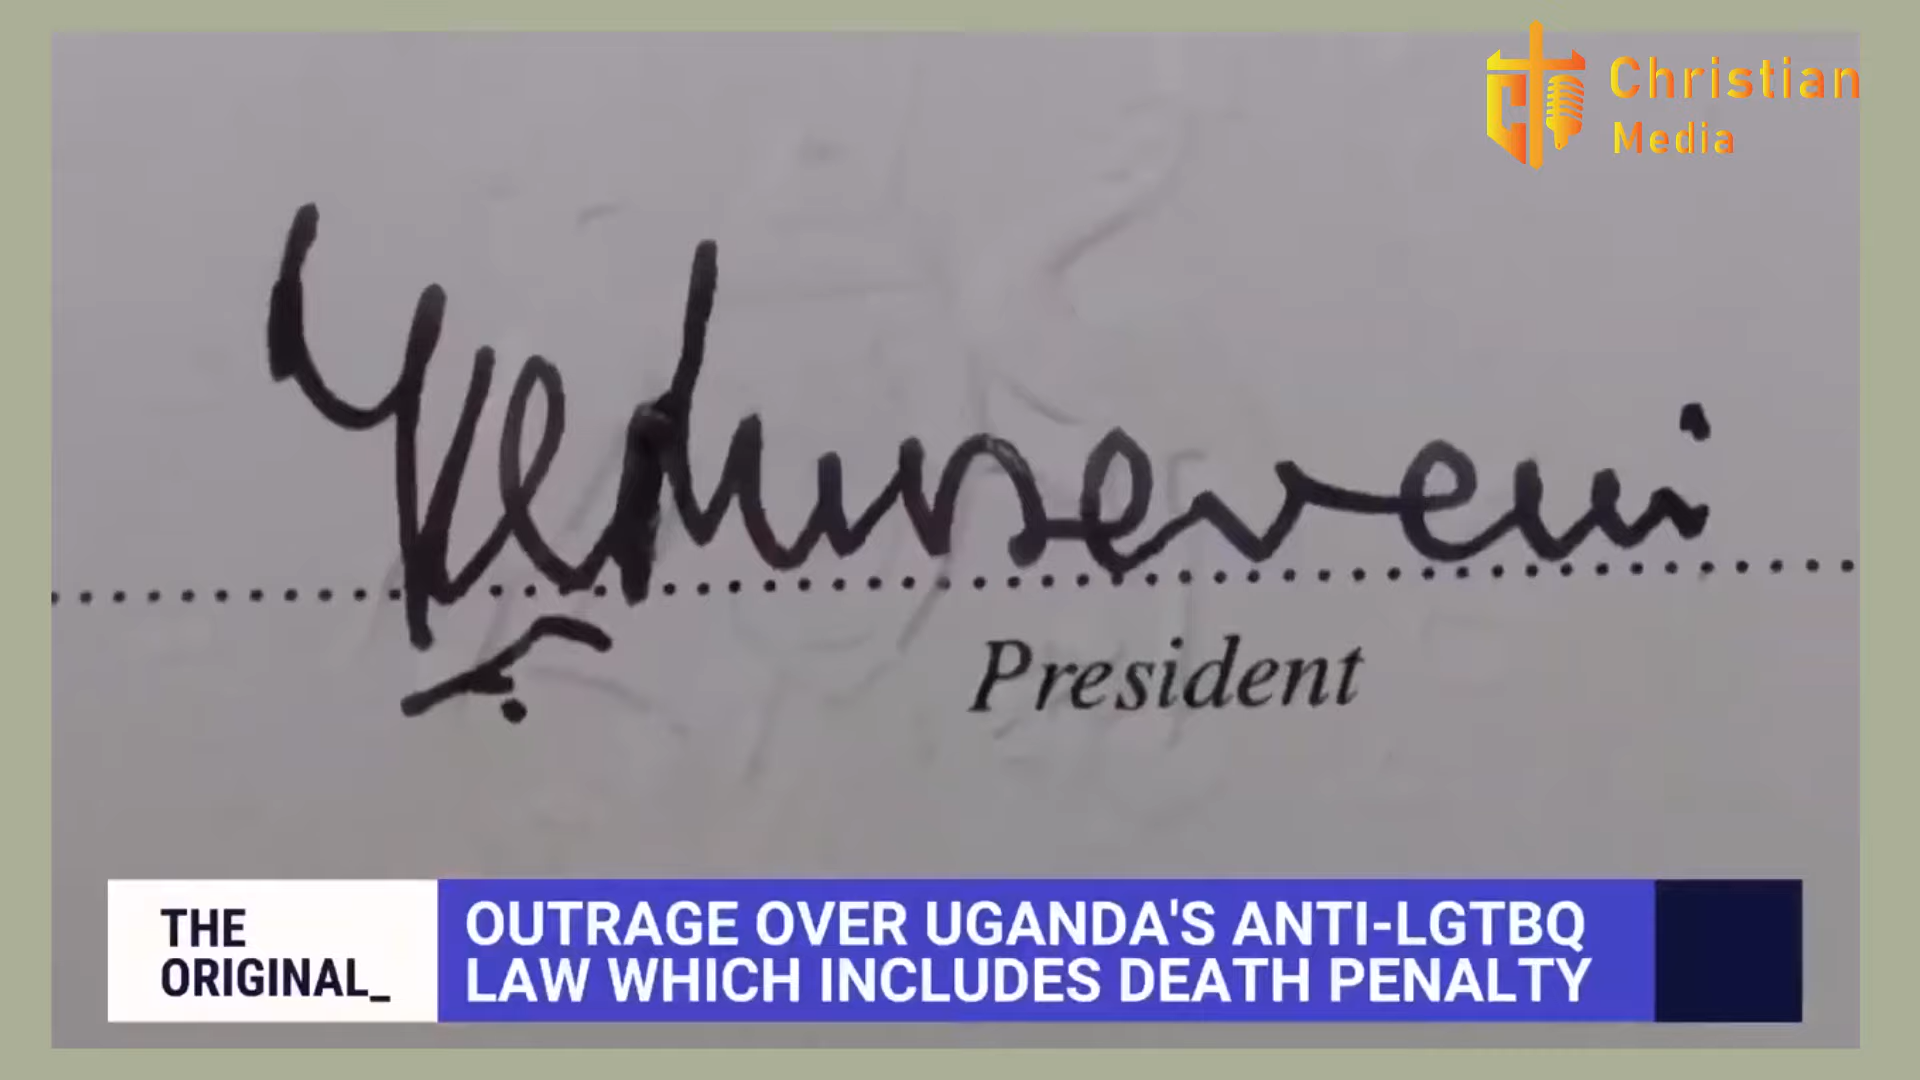 Christian
Media
President
THE
ORIGINAL_
OUTRAGE OVER UGANDA'S ANTI-LGTBQ
LAW WHICH INCLUDES DEATH PENALTY